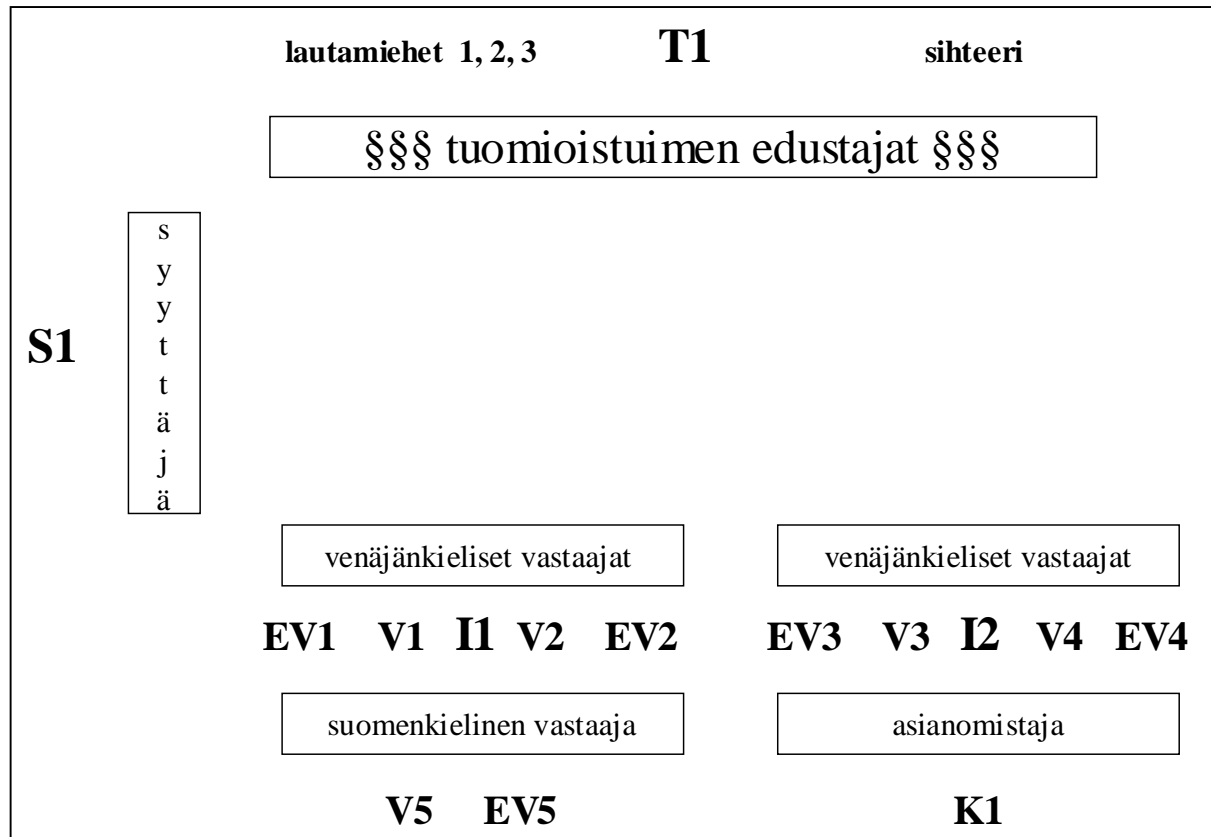 lautamiehet 1, 2, 3 T1 sihteeri
§§§ tuomioistuimen edustajat §§§
S1
s
y
y
t
t
ä
j
ä
venäjänkieliset vastaajat venäjänkieliset vastaajat
EV1 V1 I1 V2 EV2 EV3 V3 I2 V4 EV4
suomenkielinen vastaaja asianomistaja
V5 EV5 K1